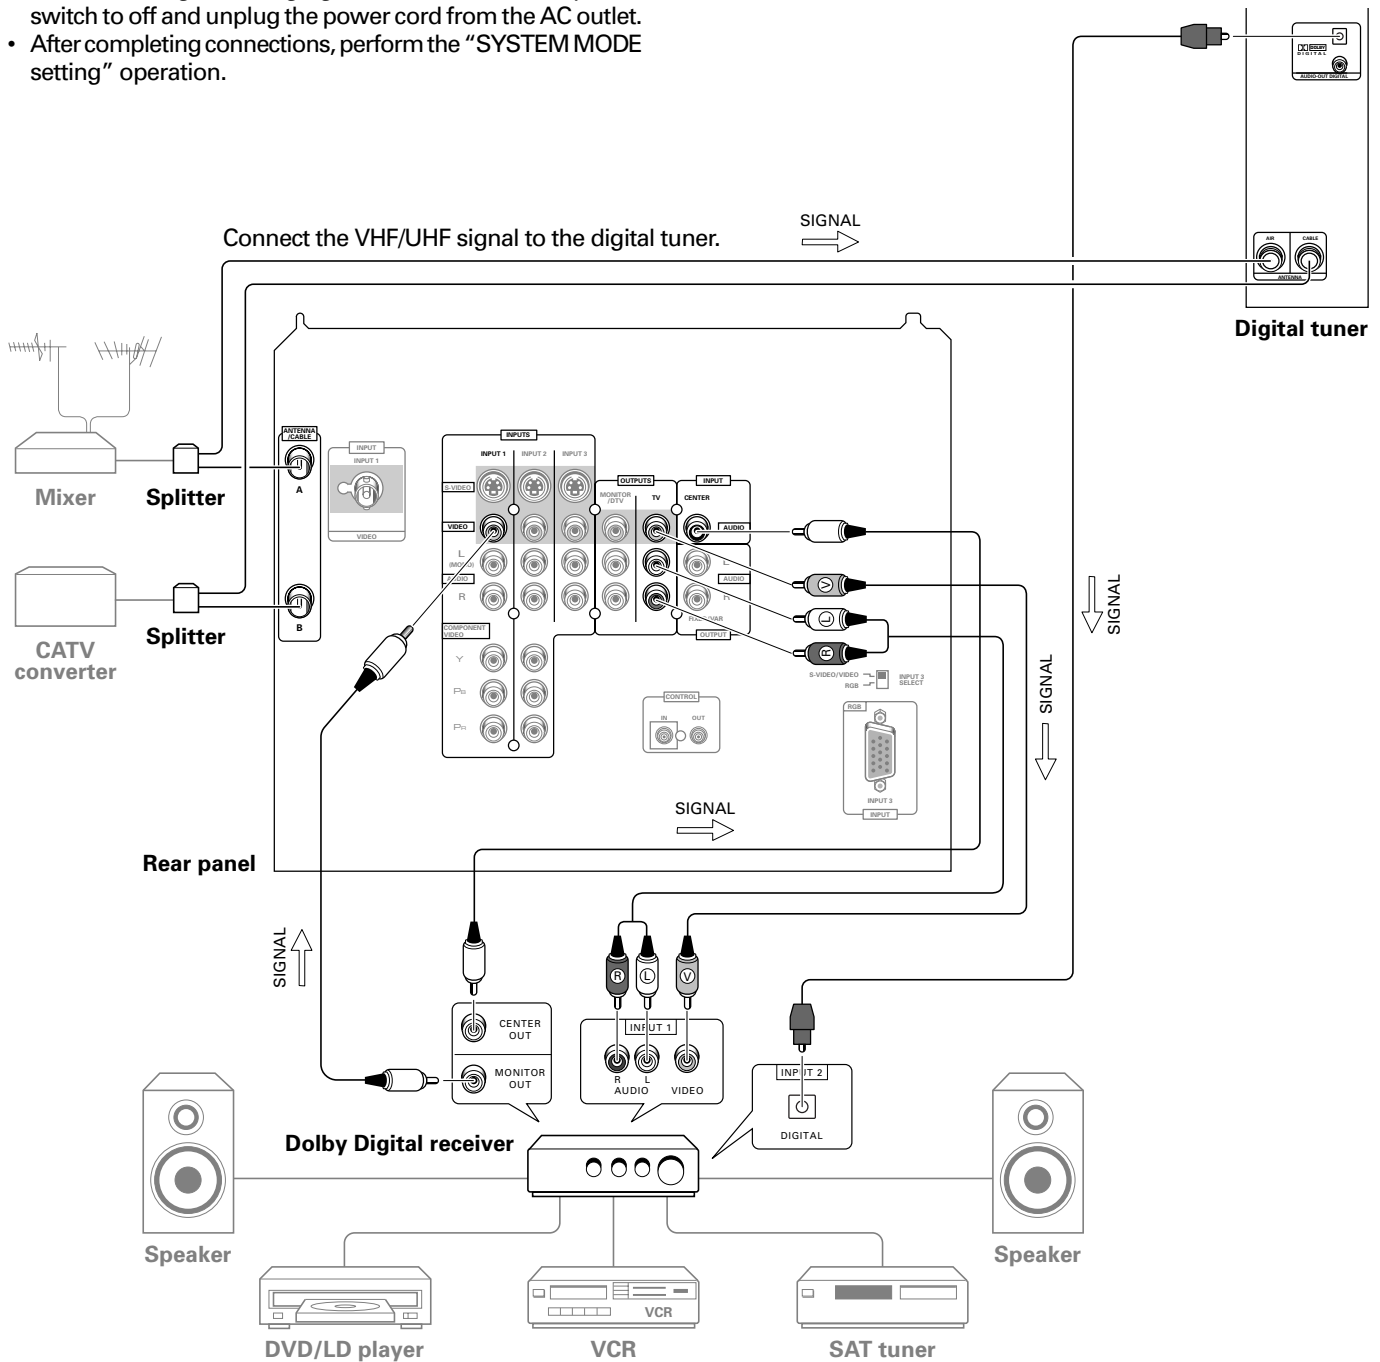 switch to off and unplug the power cord from the AC outlet.
• After completing connections, perform the “SYSTEM MODE
setting” operation.
DOLBY
DIGITAL
AUDIO-OUT DIGITAL
SIGNAL
Connect the VHF/UHF signal to the digital tuner.
AIR
CABLE
ANTENNA
Digital tuner
Mixer
Splitter
CATV
converter
Splitter
ANTENNA
/CABLE
A
B
INPUT
INPUT 1
VIDEO
INPUTS
INPUT 1
INPUT 2
INPUT 3
S-VIDEO
VIDEO
L
(MONO)
AUDIO
R
COMPONENT
VIDEO
Y
PB
PR
OUTPUTS
MONITOR
/DTV
TV
INPUT
CENTER
AUDIO
L
AUDIO
R
OUTPUT
V
L
R
S-VIDEO/VIDEO
RGB
INPUT 3
SELECT
CONTROL
IN
OUT
RGB
INPUT 3
INPUT
SIGNAL
SIGNAL
SIGNAL
Rear panel
SIGNAL
R
L
V
CENTER
OUT
MONITOR
OUT
INPUT 1
R
L
AUDIO
VIDEO
INPUT 2
DIGITAL
Dolby Digital receiver
Speaker
Speaker
DVD/LD player
VCR
VCR
SAT tuner